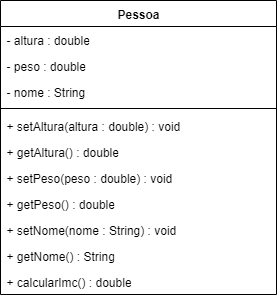 Pessoa
- altura : double
- peso : double
- nome : String
+ setAltura(altura : double) : void
+ getAltura() : double
+ setPeso(peso : double) : void
+ getPeso() : double
+ setNome(nome : String) : void
+ getNome() : String
+ calcularImc() : double